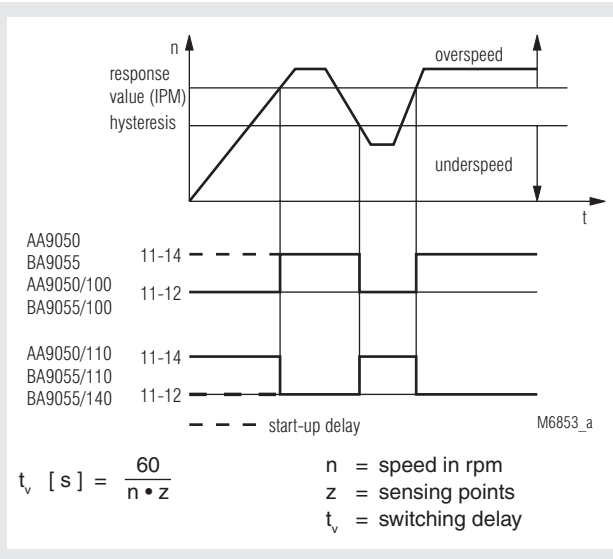 n
response
value (IPM)
hysteresis
overspeed
underspeed
t
AA9050
BA9055
AA9050/100
BA9055/100
11-14
11-12
AA9050/110
BA9055/110
BA9055/140
11-14
11-12
start-up delay
M6853_a
tv [ s ] = 60 / n • z
n = speed in rpm
z = sensing points
tv = switching delay